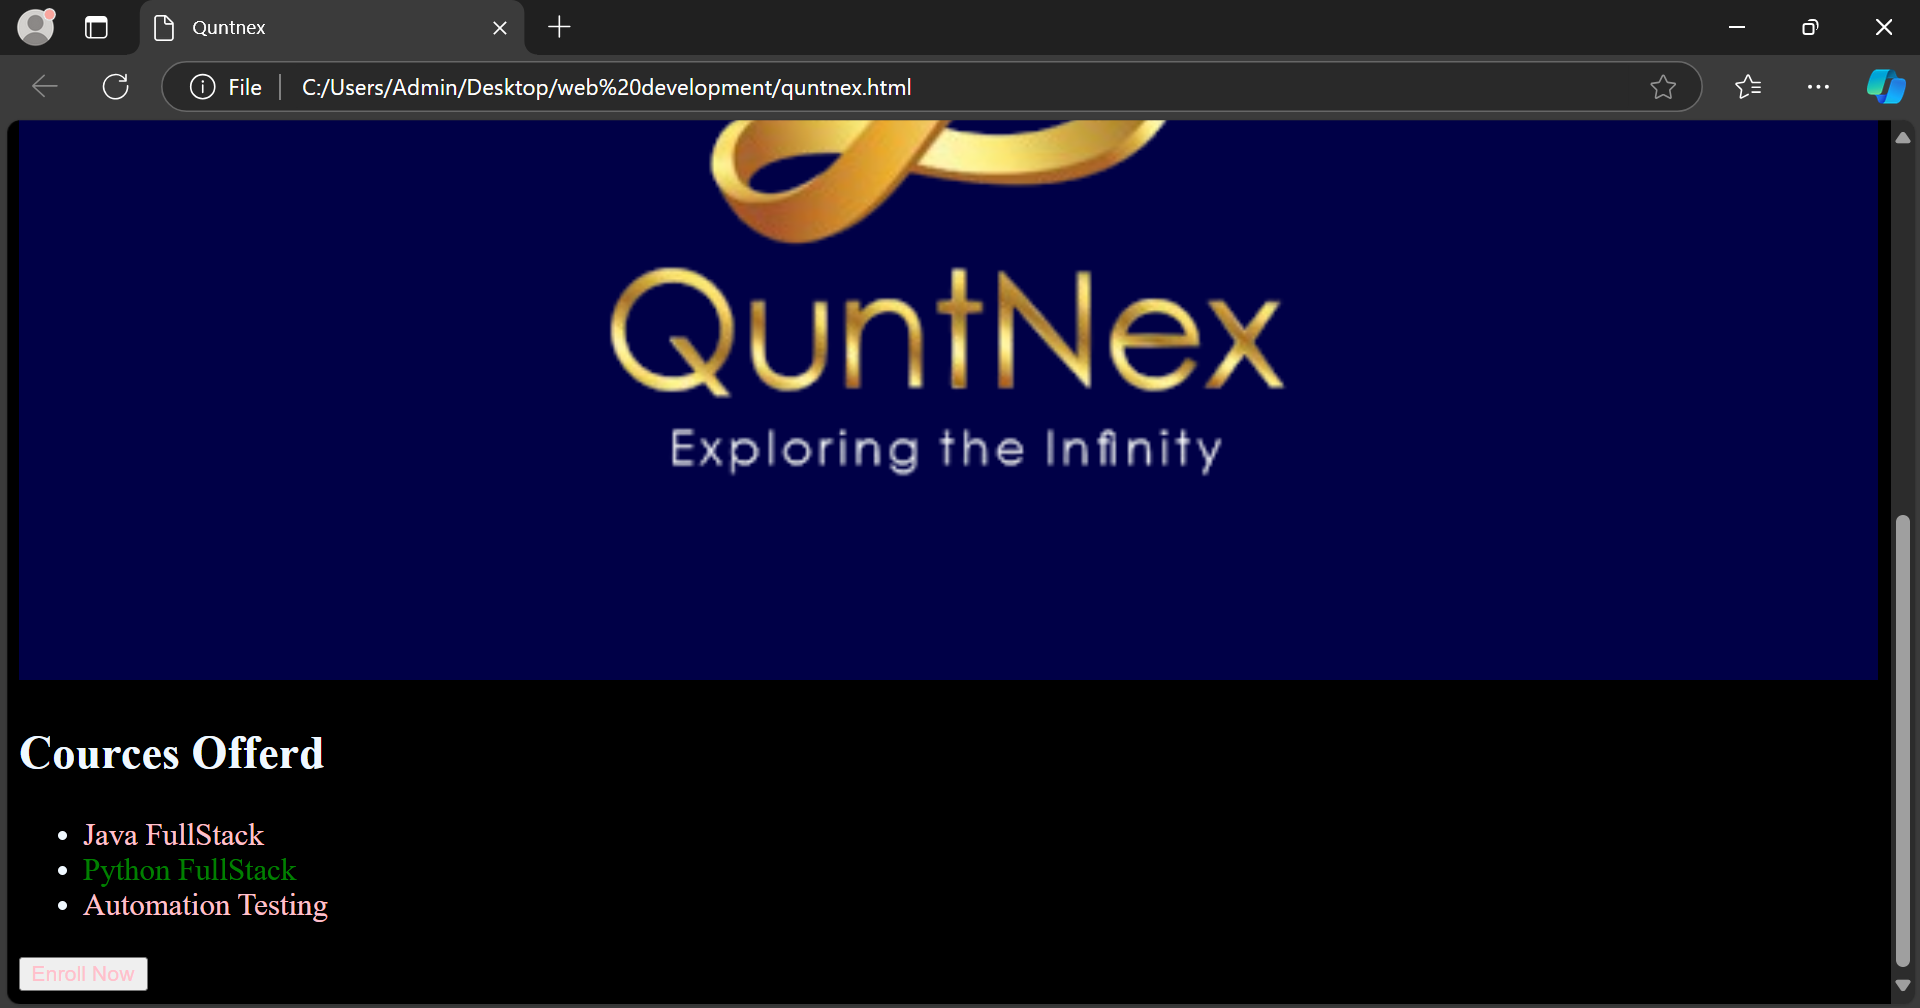 Quntnex
File
C:/Users/Admin/Desktop/web%20development/quntnex.html
QuntNex
Exploring the Infinity
Cources Offerd
Java FullStack
Python FullStack
Automation Testing
Enroll Now